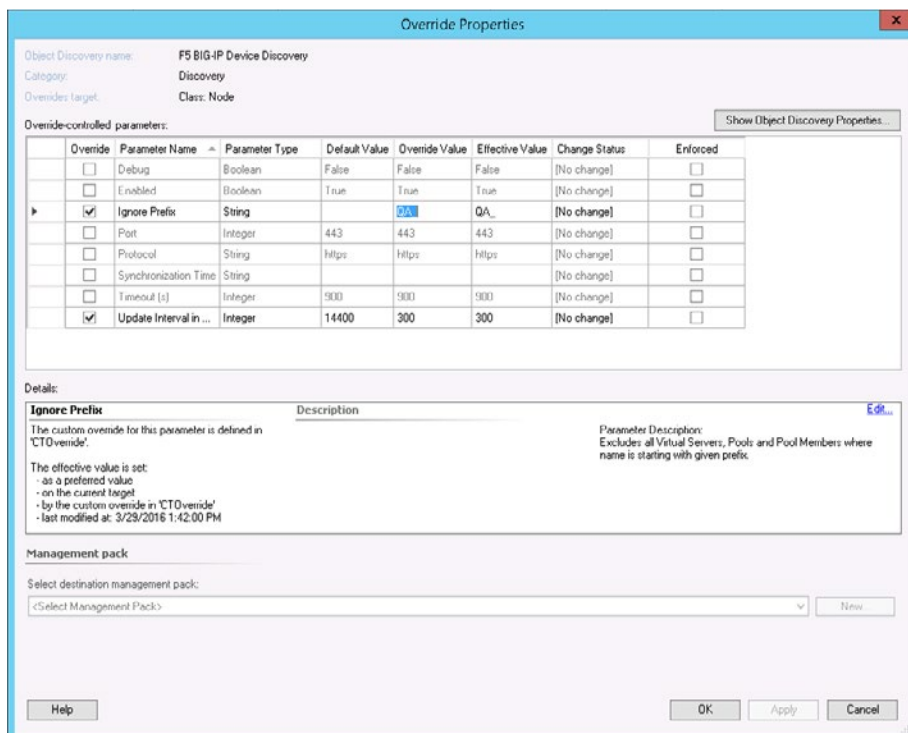 Override Properties
x
Object Discovery name: F5 BIG-IP Device Discovery
Category: Discovery
Overrides target: Class: Node
Override-controlled parameters: Show Object Discovery Properties...
Override Parameter Name Parameter Type Default Value Override Value Effective Value Change Status Enforced
Debug Boolean False False False [No change]
Enabled Boolean True True True [No change]
Ignore Prefix String QA_ QA_ [No change]
Port Integer 443 443 443 [No change]
Protocol String https https https [No change]
Synchronization Time String [No change]
Timeout (s) Integer 900 900 900 [No change]
Update Interval in ... Integer 14400 300 300 [No change]
Details:
Ignore Prefix Description Edit...
The custom override for this parameter is defined in
'CTOverride'.
The effective value is set:
- as a preferred value
- on the current target
- by the custom override in 'CTOverride'
- last modified at: 3/29/2016 1:42:00 PM
Parameter Description:
Excludes all Virtual Servers, Pools and Pool Members where
name is starting with given prefix.
Management pack
Select destination management pack:
<Select Management Pack> New...
Help OK Apply Cancel